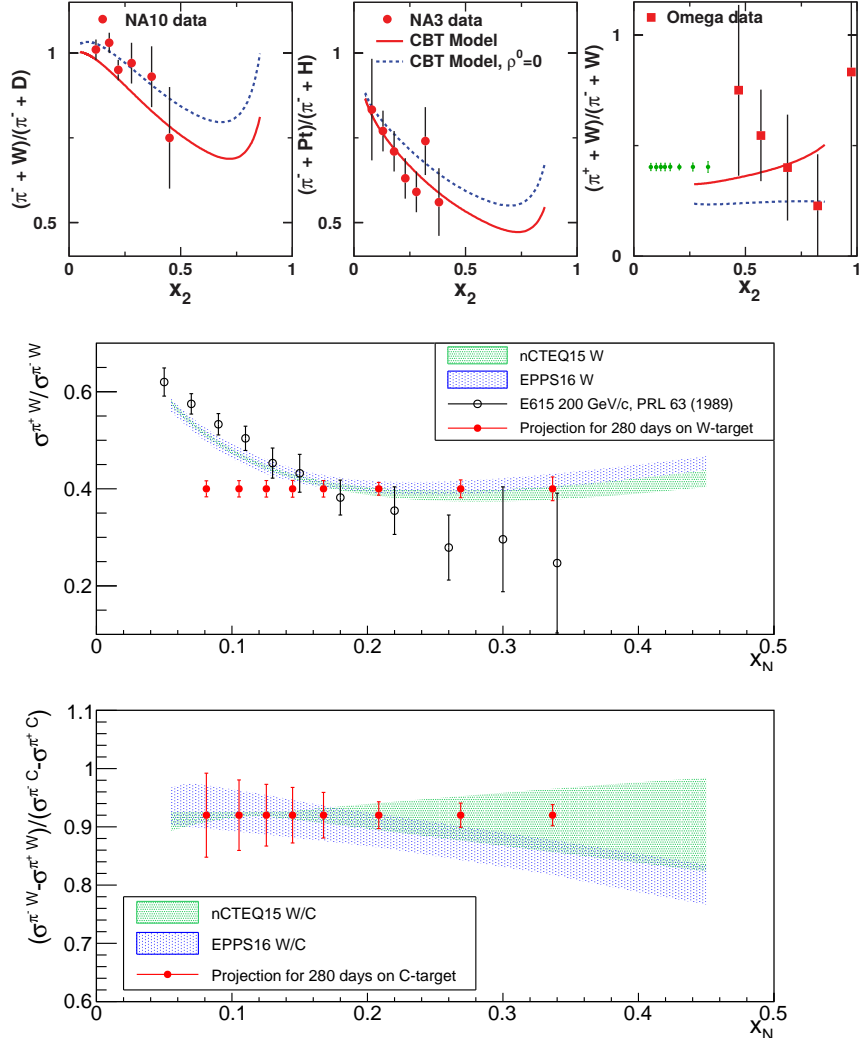 NA10 data
(π⁻ + W)/(π⁻ + D)
1
0.5
0
0.5
1
x₂
NA3 data
CBT Model
CBT Model, ρ⁰=0
(π⁻ + Pt)/(π⁻ + H)
1
0.5
0
0.5
1
x₂
Omega data
(π⁺ + W)/(π⁻ + W)
1
0
0.5
1
x₂
σ^π⁺ W/σ^π⁻ W
0.6
0.4
0.2
nCTEQ15 W
EPPS16 W
E615 200 GeV/c, PRL 63 (1989)
Projection for 280 days on W-target
0
0.1
0.2
0.3
0.4
0.5
x_N
(σ^π⁻ W-σ^π⁺ W)/(σ^π⁻ C-σ^π⁺ C)
1.1
1
0.9
0.8
0.7
0.6
nCTEQ15 W/C
EPPS16 W/C
Projection for 280 days on C-target
0
0.1
0.2
0.3
0.4
0.5
x_N